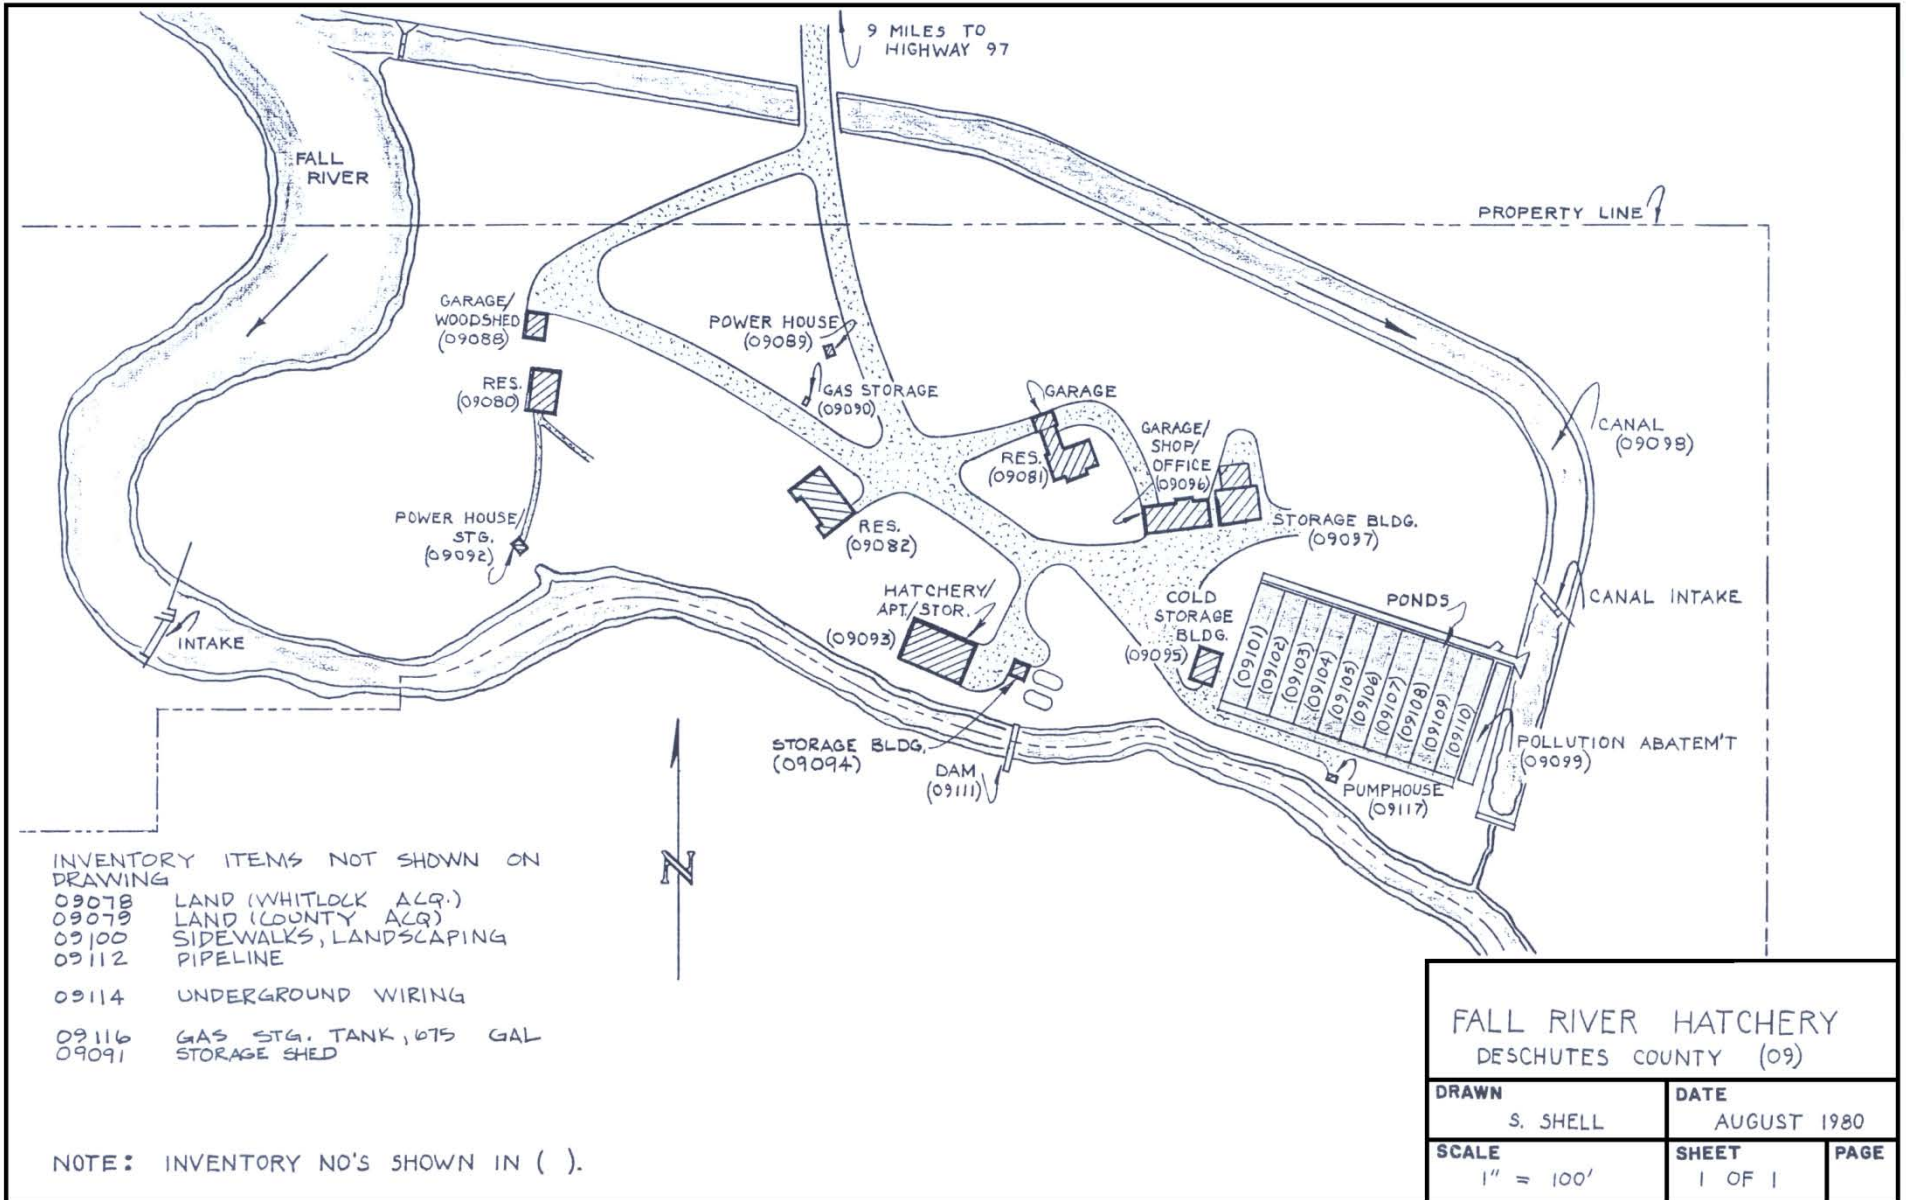 9 MILES TO
HIGHWAY 97
FALL
RIVER
PROPERTY LINE
GARAGE/
WOODSHED
(09088)
POWER HOUSE
(09089)
RES.
(09080)
GAS STORAGE
(09090)
GARAGE
GARAGE/
SHOP/
OFFICE
(09096)
RES.
(09081)
CANAL
(09098)
POWER HOUSE/
STG.
(09092)
RES.
(09082)
STORAGE BLDG.
(09097)
HATCHERY/
APT/STOR.
(09093)
COLD
STORAGE
BLDG.
(09095)
PONDS
CANAL INTAKE
INTAKE
(09101)
(09102)
(09103)
(09104)
(09105)
(09106)
(09107)
(09108)
(09109)
(09110)
STORAGE BLDG.
(09094)
DAM
(09111)
POLLUTION ABATEM'T
(09099)
PUMPHOUSE
(09117)
N
INVENTORY ITEMS NOT SHOWN ON
DRAWING
09078 LAND (WHITLOCK ACQ.)
09079 LAND (COUNTY ACQ)
09100 SIDEWALKS, LANDSCAPING
09112 PIPELINE
09114 UNDERGROUND WIRING
09116 GAS STG. TANK, 675 GAL
09091 STORAGE SHED
NOTE: INVENTORY NO'S SHOWN IN ( ).
FALL RIVER HATCHERY
DESCHUTES COUNTY (09)
DRAWN
S. SHELL
DATE
AUGUST 1980
SCALE
1" = 100'
SHEET
1 OF 1
PAGE